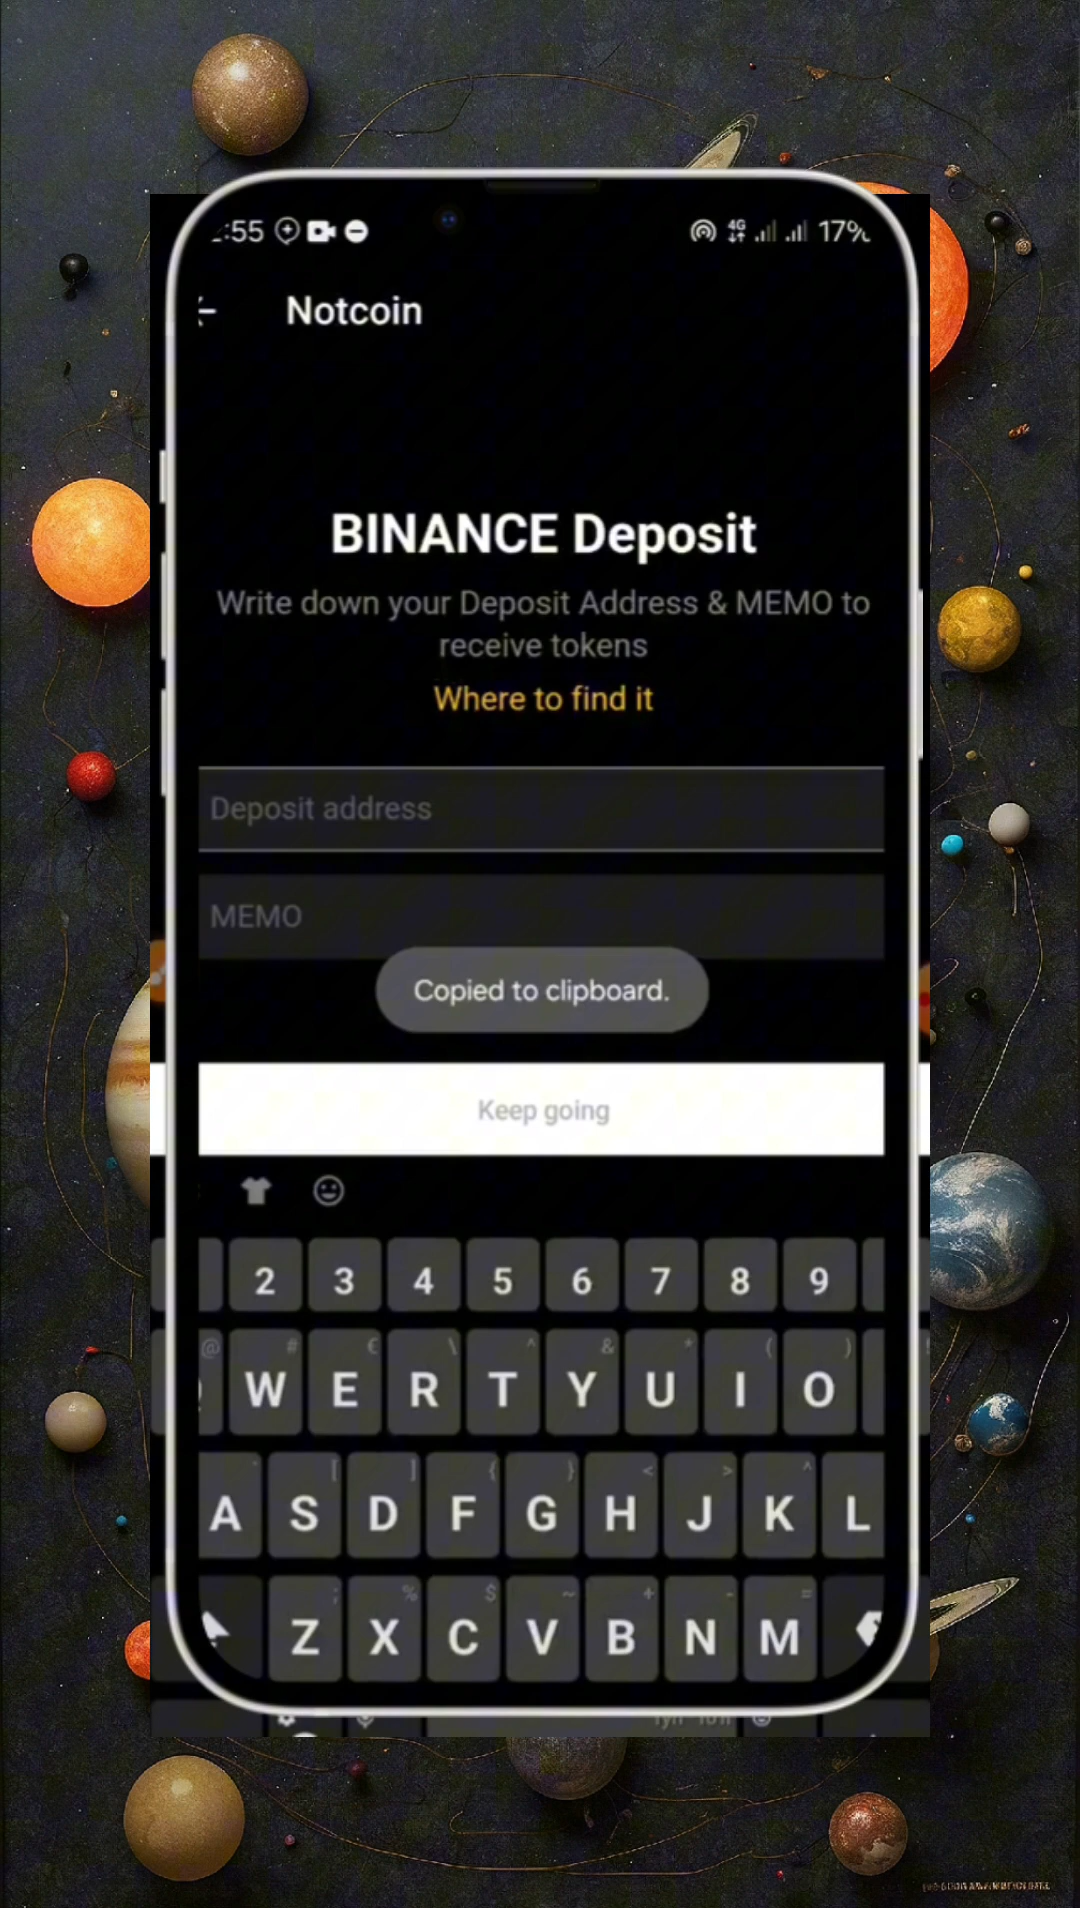 :55 4G 17%
Notcoin
BINANCE Deposit
Write down your Deposit Address & MEMO to
receive tokens
Where to find it
Deposit address
MEMO
Copied to clipboard.
Keep going
2 3 4 5 6 7 8 9
@ # € \ ^ & * ( )
W E R T Y U I O
[ ] { } < > ^
A S D F G H J K L
; % $ ~ + - =
Z X C V B N M